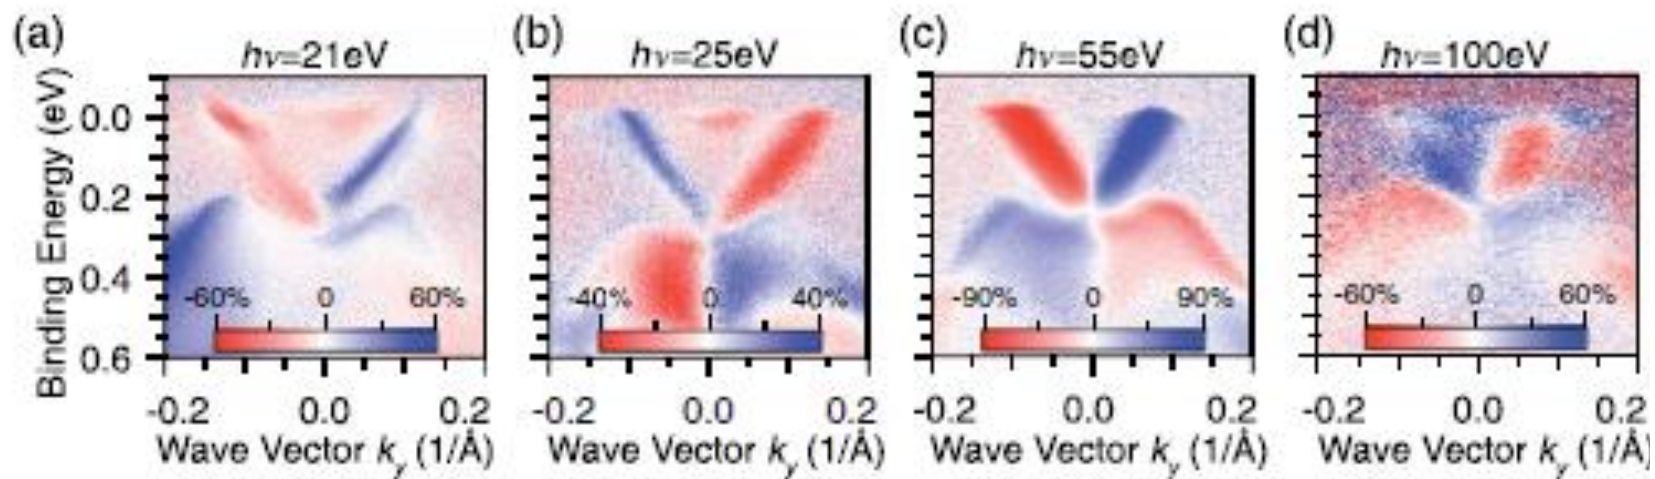 (a) (b) (c) (d)
hν=21eV hν=25eV hν=55eV hν=100eV
Binding Energy (eV)
0.0
0.2
0.4
0.6
-60% 0 60% -40% 0 40% -90% 0 90% -60% 0 60%
-0.2 0.0 0.2 -0.2 0.0 0.2 -0.2 0.0 0.2 -0.2 0.0 0.2
Wave Vector ky (1/Å) Wave Vector ky (1/Å) Wave Vector ky (1/Å) Wave Vector ky (1/Å)